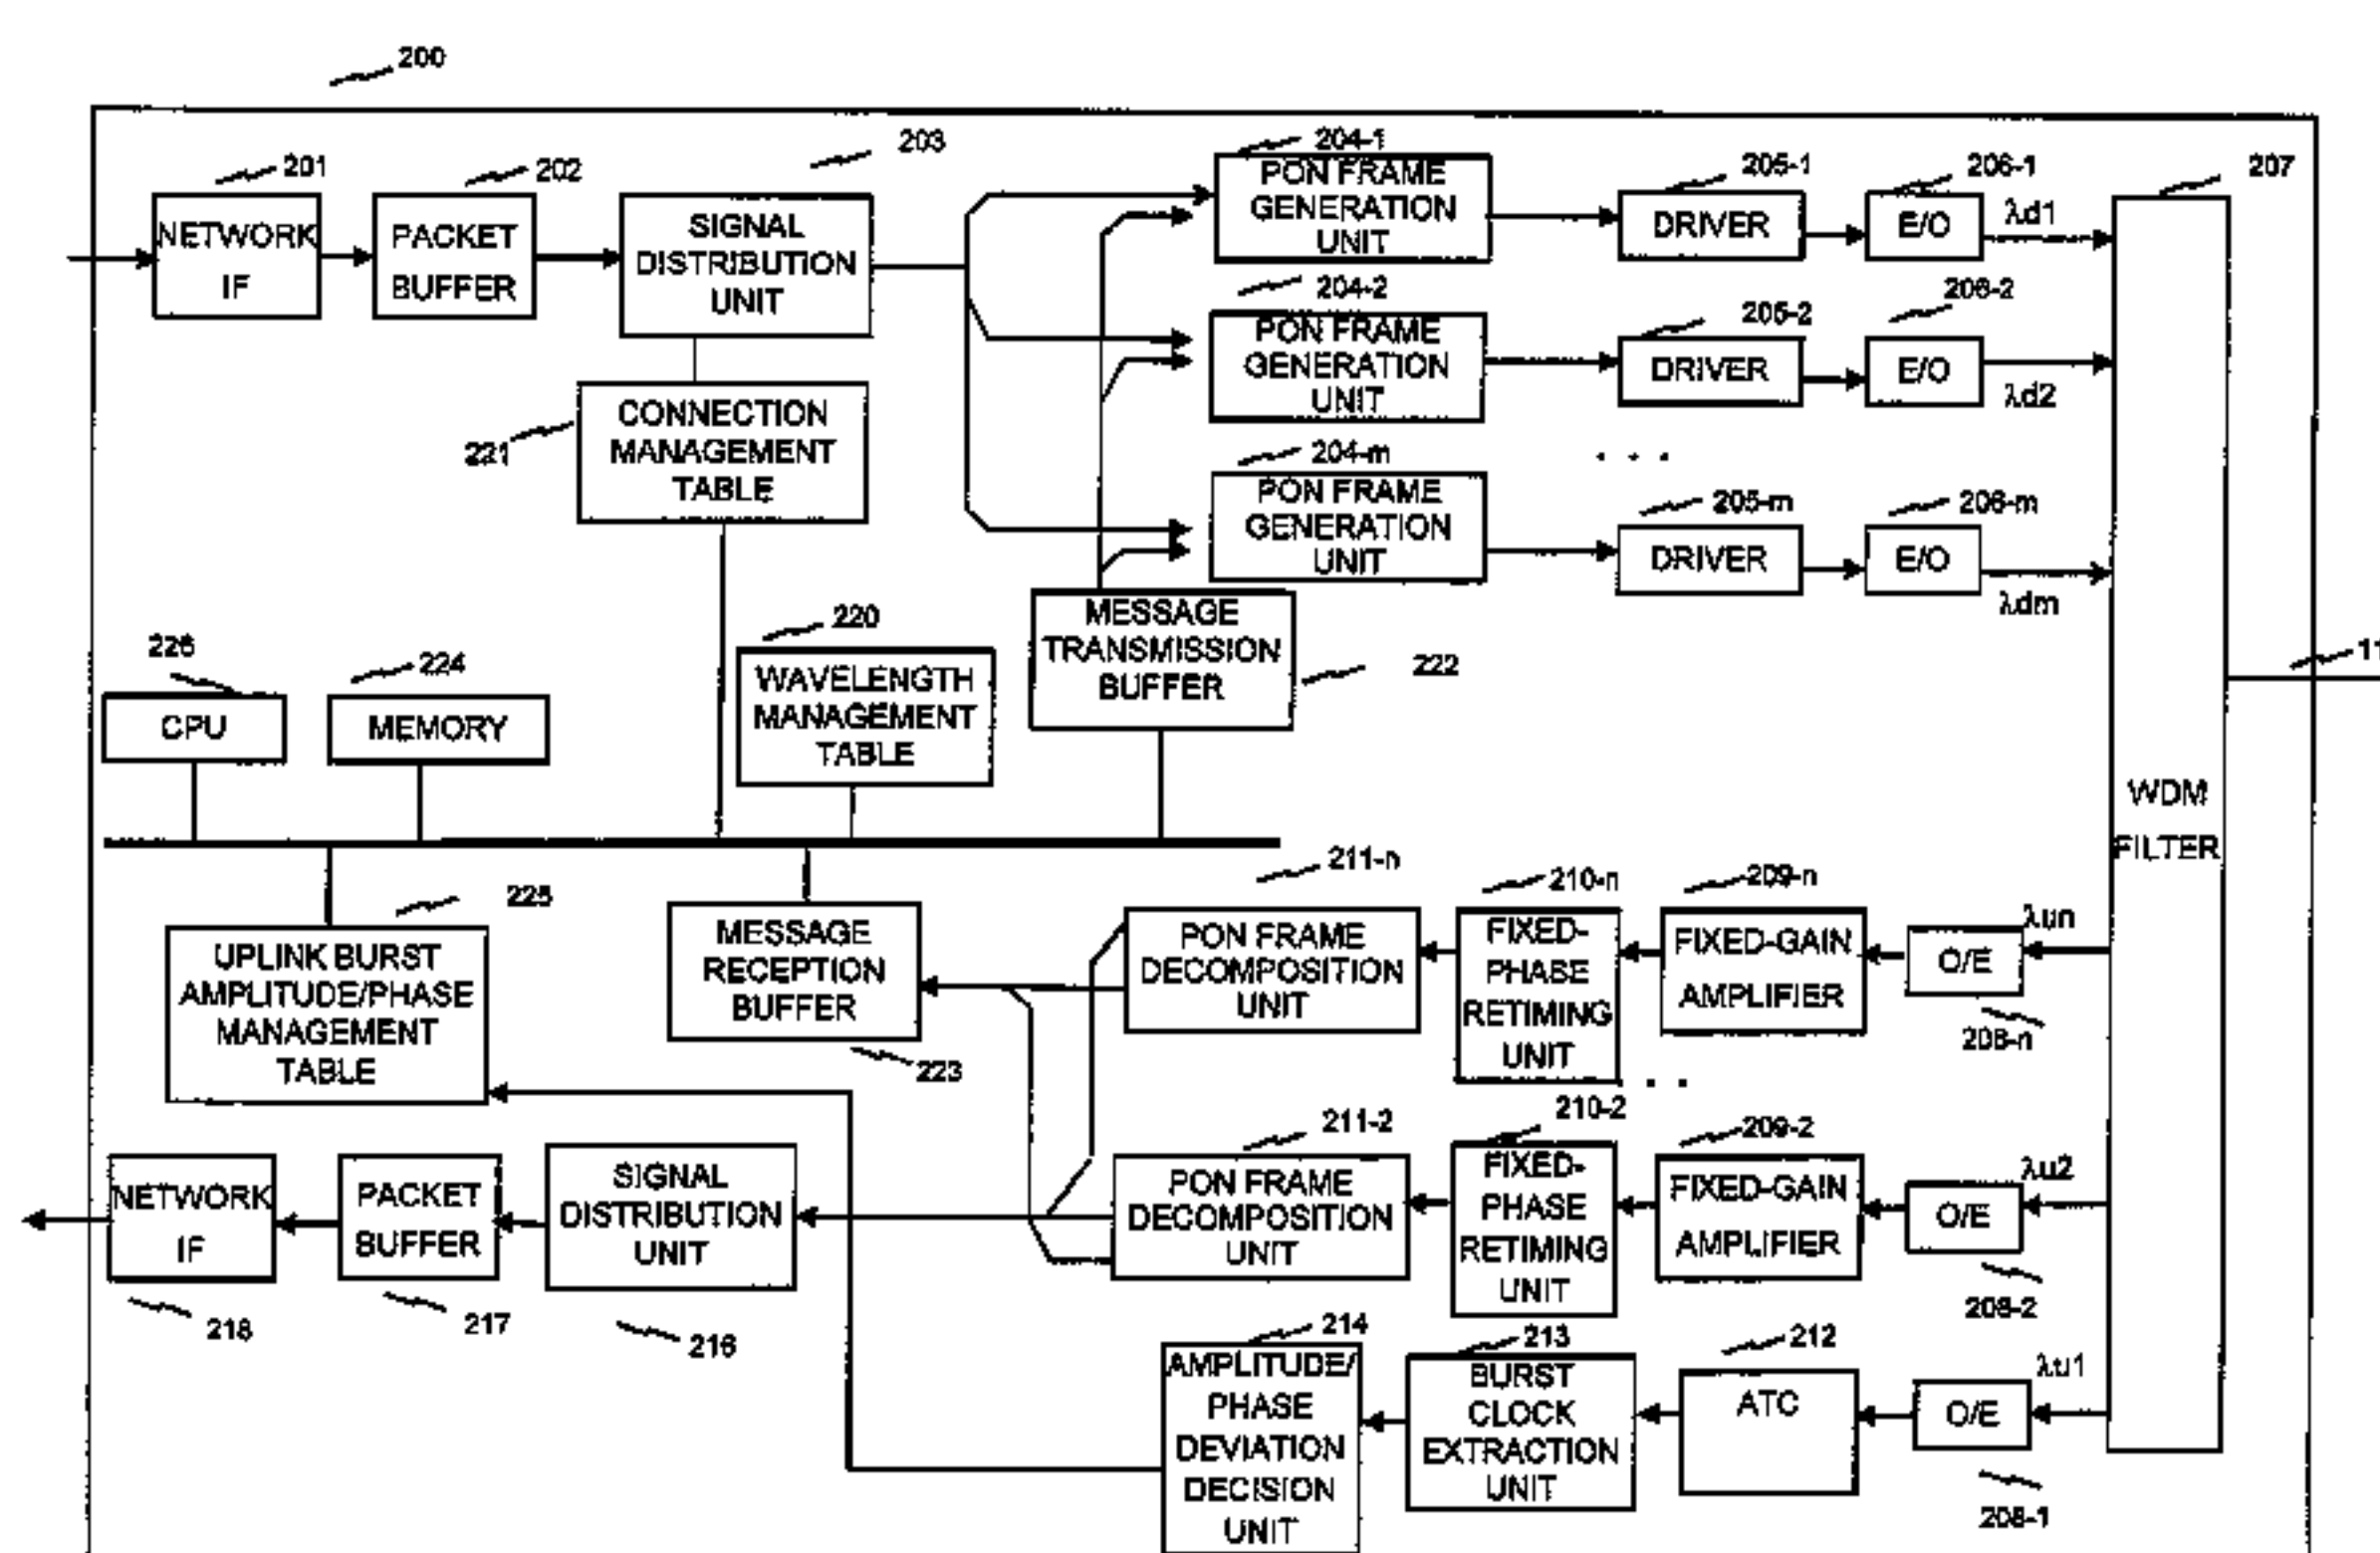 200
201
202
203
204-1
205-1
206-1
207
NETWORK
IF
PACKET
BUFFER
SIGNAL
DISTRIBUTION
UNIT
PON FRAME
GENERATION
UNIT
DRIVER
E/O
λd1
204-2
205-2
206-2
PON FRAME
GENERATION
UNIT
DRIVER
E/O
λd2
221
CONNECTION
MANAGEMENT
TABLE
204-m
. . .
205-m
206-m
PON FRAME
GENERATION
UNIT
DRIVER
E/O
λdm
226
224
220
222
11
CPU
MEMORY
WAVELENGTH
MANAGEMENT
TABLE
MESSAGE
TRANSMISSION
BUFFER
WDM
FILTER
225
211-n
210-n
209-n
λun
UPLINK BURST
AMPLITUDE/PHASE
MANAGEMENT
TABLE
MESSAGE
RECEPTION
BUFFER
223
PON FRAME
DECOMPOSITION
UNIT
FIXED-
PHASE
RETIMING
UNIT
FIXED-GAIN
AMPLIFIER
O/E
208-n
. . .
211-2
210-2
209-2
λu2
NETWORK
IF
PACKET
BUFFER
SIGNAL
DISTRIBUTION
UNIT
PON FRAME
DECOMPOSITION
UNIT
FIXED-
PHASE
RETIMING
UNIT
FIXED-GAIN
AMPLIFIER
O/E
208-2
218
217
216
214
213
212
λu1
AMPLITUDE/
PHASE
DEVIATION
DECISION
UNIT
BURST
CLOCK
EXTRACTION
UNIT
ATC
O/E
208-1